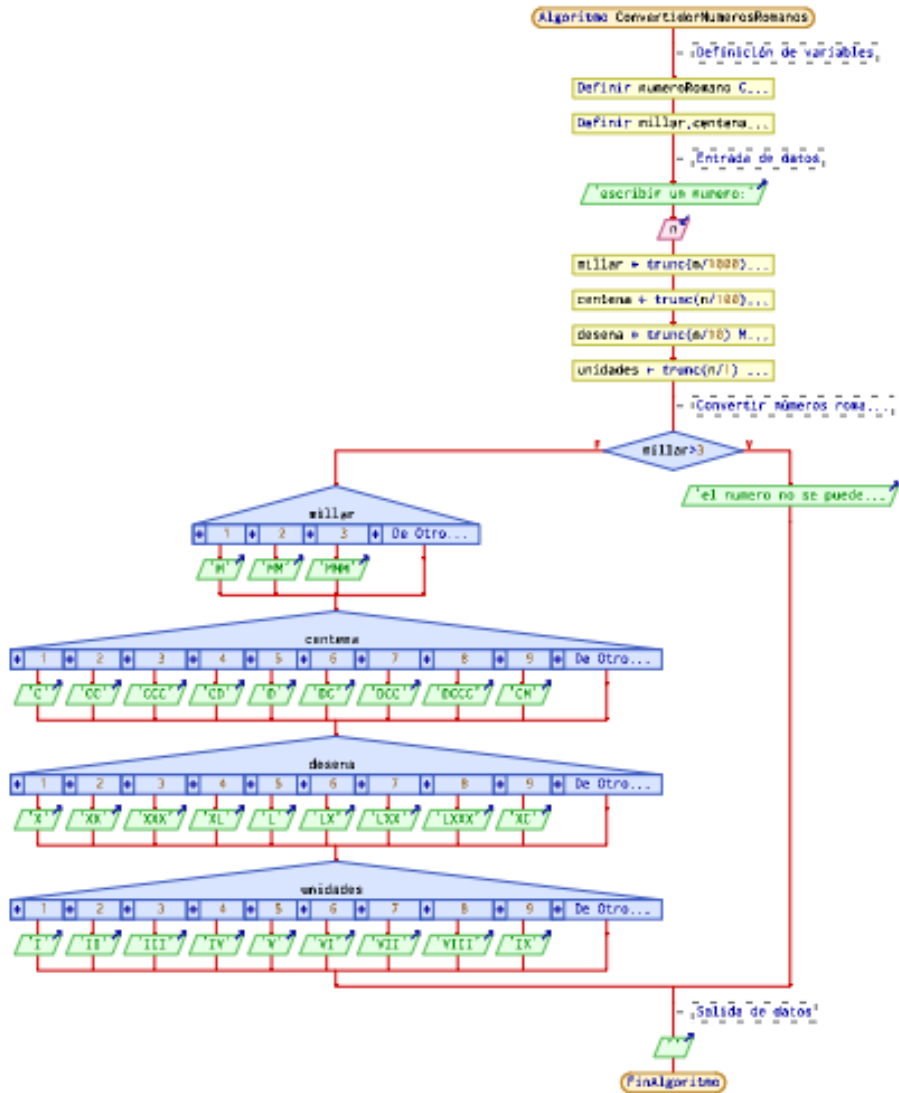 Algoritmo ConvertidorNumerosRomanos
Definición de variables
Definir numeroRomano C...
Definir millar,centena...
Entrada de datos
'escribir un numero:'
n
millar ← trunc(n/1000)...
centena ← trunc(n/100)...
desena ← trunc(n/10) M...
unidades ← trunc(n/1) ...
Convertir números roma...
F millar>3 V
'el numero no se puede...
millar
1 2 3 De Otro...
'M' 'MM' 'MMM'
centena
1 2 3 4 5 6 7 8 9 De Otro...
'C' 'CC' 'CCC' 'CD' 'D' 'DC' 'DCC' 'DCCC' 'CM'
desena
1 2 3 4 5 6 7 8 9 De Otro...
'X' 'XX' 'XXX' 'XL' 'L' 'LX' 'LXX' 'LXXX' 'XC'
unidades
1 2 3 4 5 6 7 8 9 De Otro...
'I' 'II' 'III' 'IV' 'V' 'VI' 'VII' 'VIII' 'IX'
Salida de datos
''
FinAlgoritmo